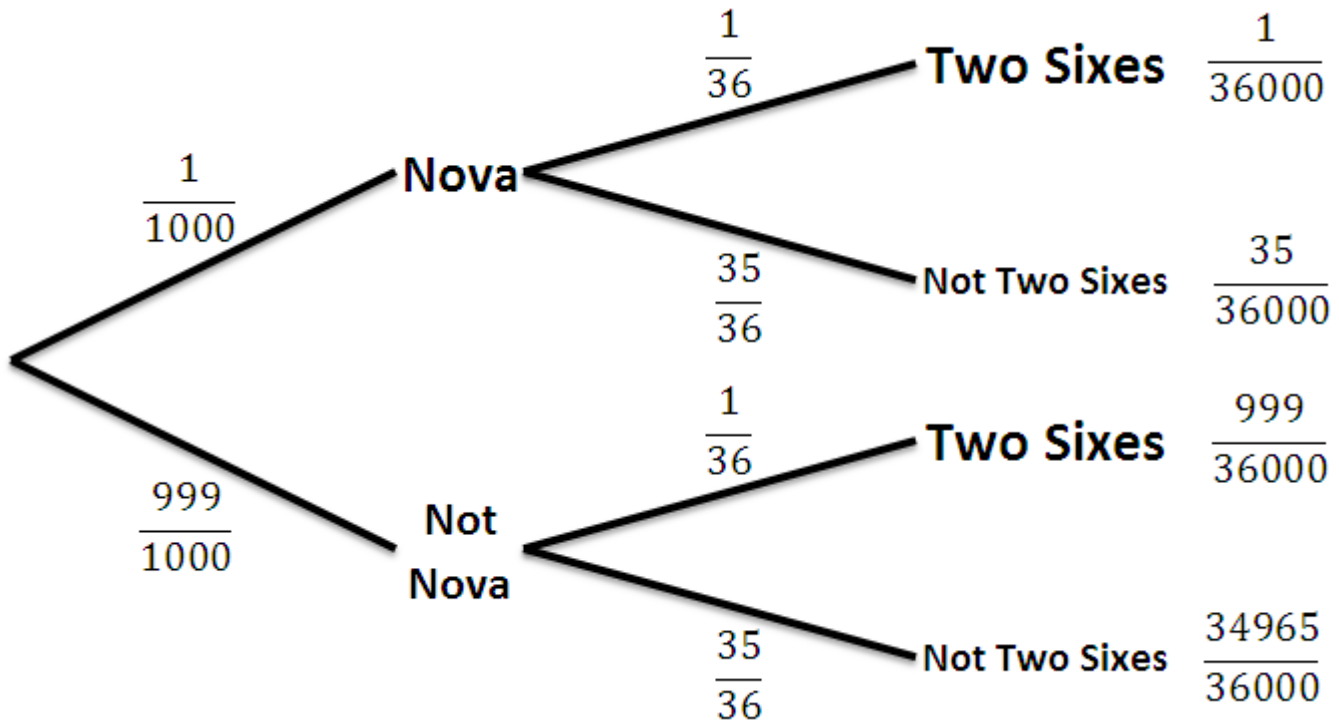 1/36 Two Sixes 1/36000
1/1000 Nova
35/36 Not Two Sixes 35/36000
1/36 Two Sixes 999/36000
999/1000 Not
Nova
35/36 Not Two Sixes 34965/36000